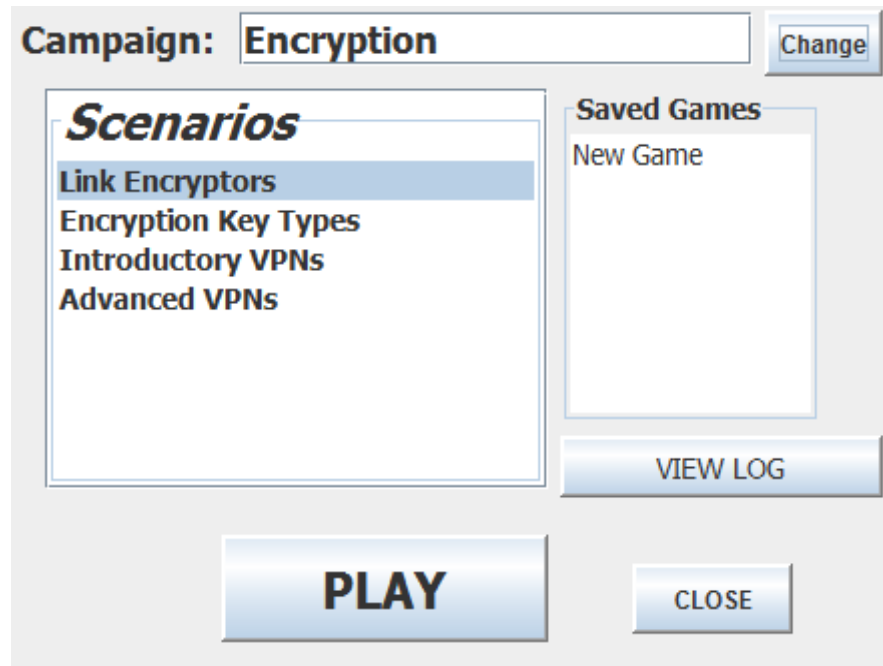 Campaign: Encryption Change
Scenarios
Link Encryptors
Encryption Key Types
Introductory VPNs
Advanced VPNs
Saved Games
New Game
VIEW LOG
PLAY
CLOSE